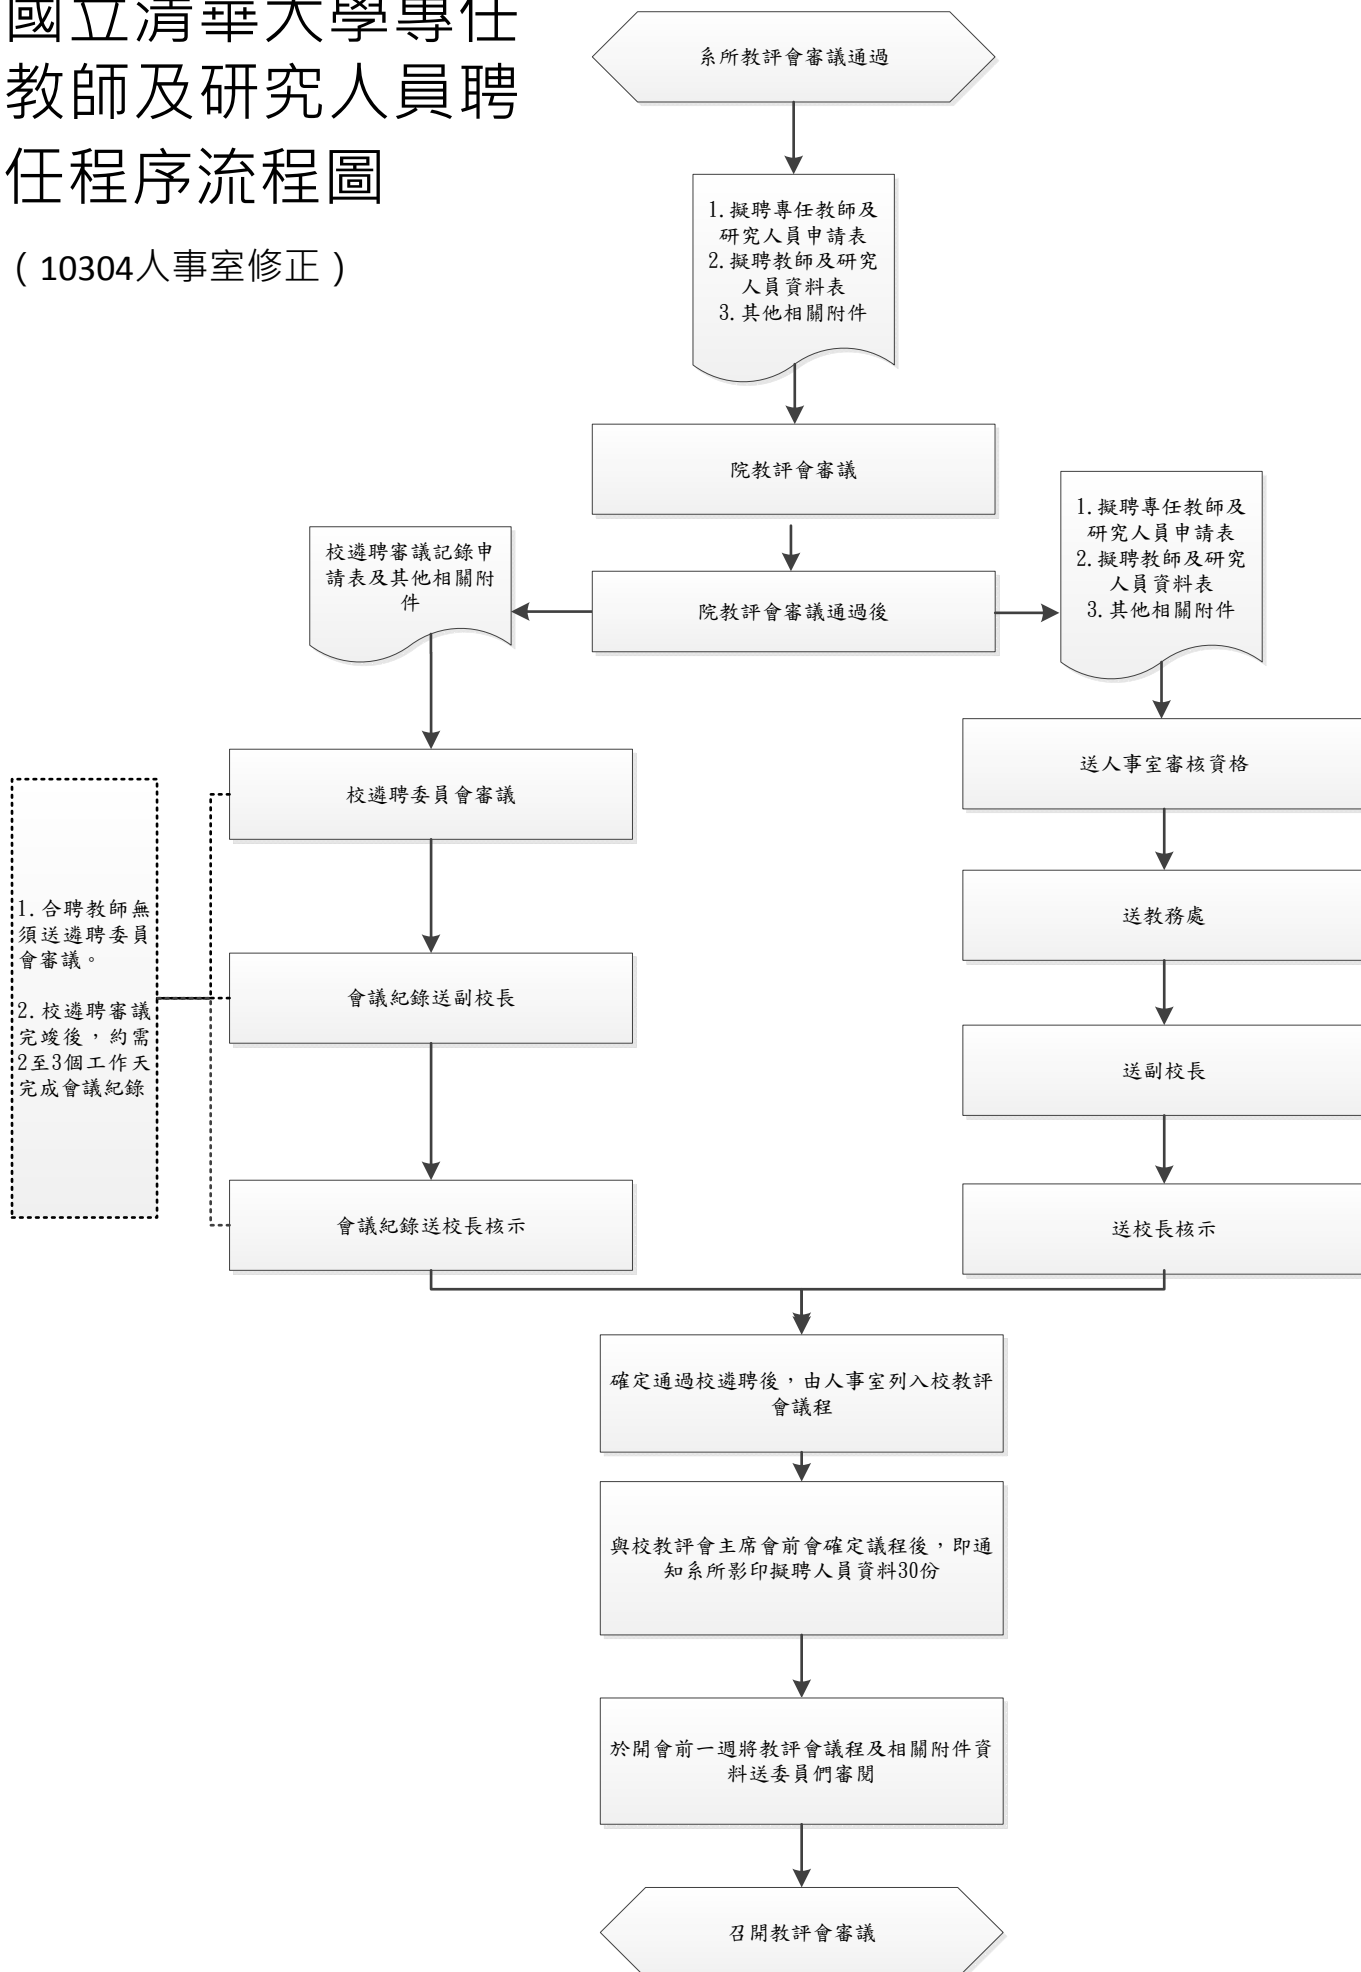 國立清華大學專任
教師及研究人員聘
任程序流程圖
（10304人事室修正）
系所教評會審議通過
1.擬聘專任教師及
研究人員申請表
2.擬聘教師及研究
人員資料表
3.其他相關附件
院教評會審議
院教評會審議通過後
校遴聘審議記錄申
請表及其他相關附
件
1.擬聘專任教師及
研究人員申請表
2.擬聘教師及研究
人員資料表
3.其他相關附件
校遴聘委員會審議
會議紀錄送副校長
會議紀錄送校長核示
1.合聘教師無
須送遴聘委員
會審議。
2.校遴聘審議
完竣後，約需
2至3個工作天
完成會議紀錄
送人事室審核資格
送教務處
送副校長
送校長核示
確定通過校遴聘後，由人事室列入校教評
會議程
與校教評會主席會前會確定議程後，即通
知系所影印擬聘人員資料30份
於開會前一週將教評會議程及相關附件資
料送委員們審閱
召開教評會審議